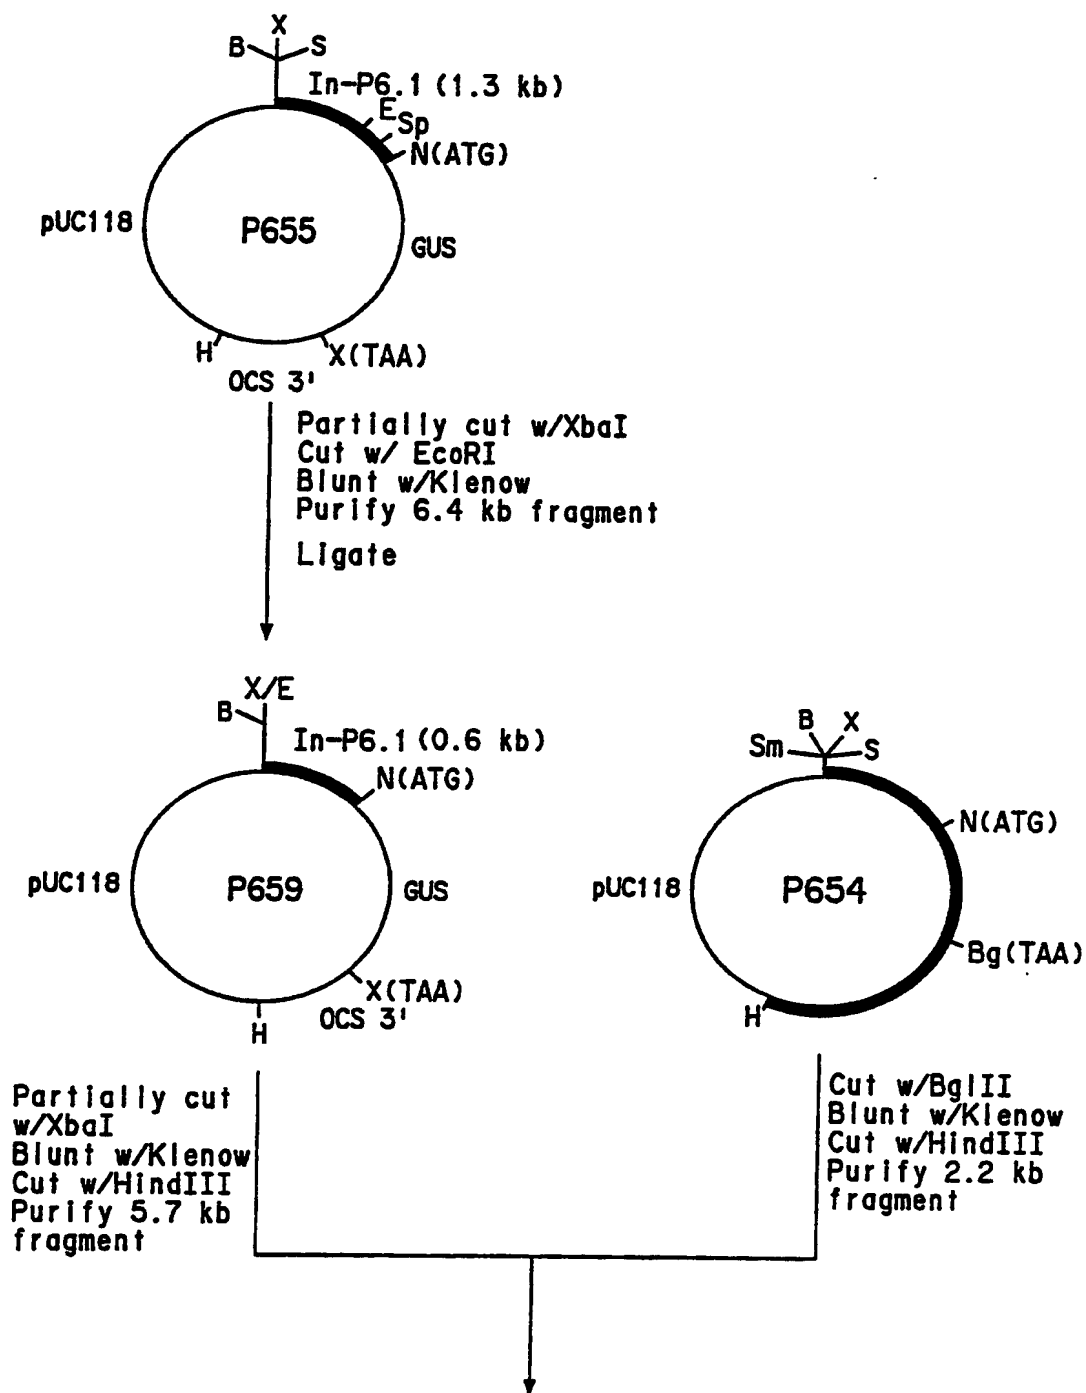 X
B S
In-P6.1 (1.3 kb)
E
Sp
N(ATG)
pUC118
P655
GUS
H
X(TAA)
OCS 3'
Partially cut w/XbaI
Cut w/ EcoRI
Blunt w/Klenow
Purify 6.4 kb fragment
Ligate
X/E
B
In-P6.1 (0.6 kb)
N(ATG)
pUC118
P659
GUS
X(TAA)
OCS 3'
H
B X
Sm S
N(ATG)
pUC118
P654
Bg(TAA)
H
Partially cut
w/XbaI
Blunt w/Klenow
Cut w/HindIII
Purify 5.7 kb
fragment
Cut w/BglII
Blunt w/Klenow
Cut w/HindIII
Purify 2.2 kb
fragment